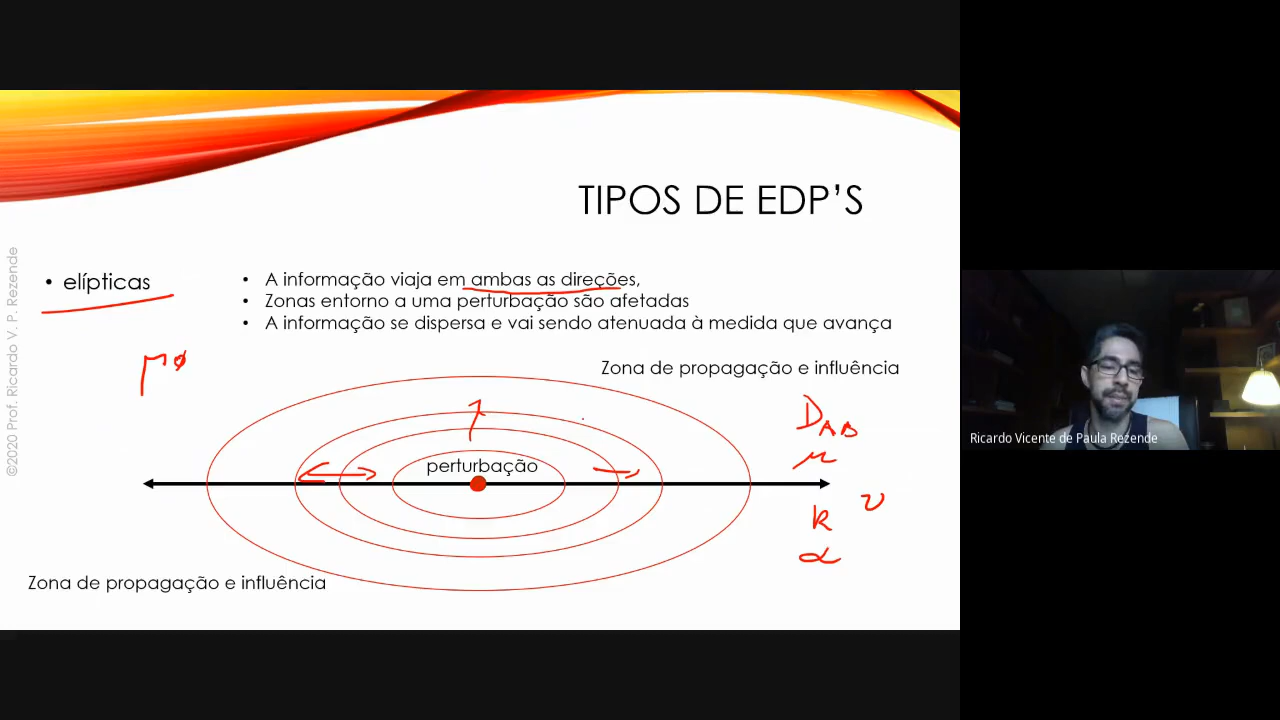 TIPOS DE EDP'S
• elípticas
• A informação viaja em ambas as direções,
• Zonas entorno a uma perturbação são afetadas
• A informação se dispersa e vai sendo atenuada à medida que avança
Γ^ϕ
Zona de propagação e influência
D_AB
perturbação
μ
ν
k
α
Zona de propagação e influência
©2020 Prof. Ricardo V. P. Rezende
Ricardo Vicente de Paula Rezende